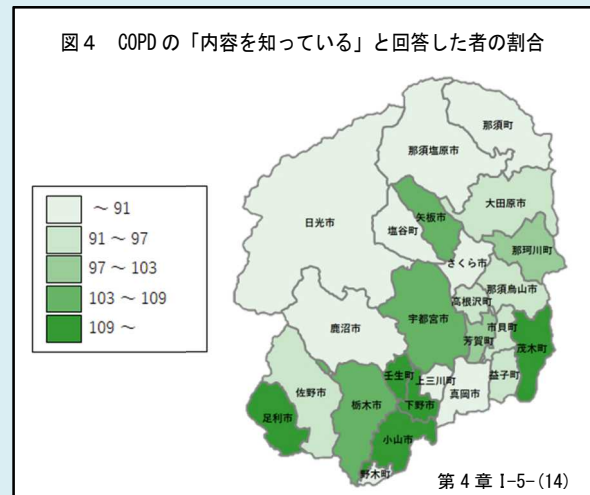 図４ COPDの「内容を知っている」と回答した者の割合
～91
91～97
97～103
103～109
109～
那須町
那須塩原市
大田原市
矢板市
日光市
塩谷町
那珂川町
さくら市
那須烏山市
高根沢町
宇都宮市
市貝町
茂木町
芳賀町
鹿沼市
壬生町
上三川町
益子町
真岡市
佐野市
栃木市
下野市
足利市
小山市
野木町
第４章Ⅰ-5-(14)